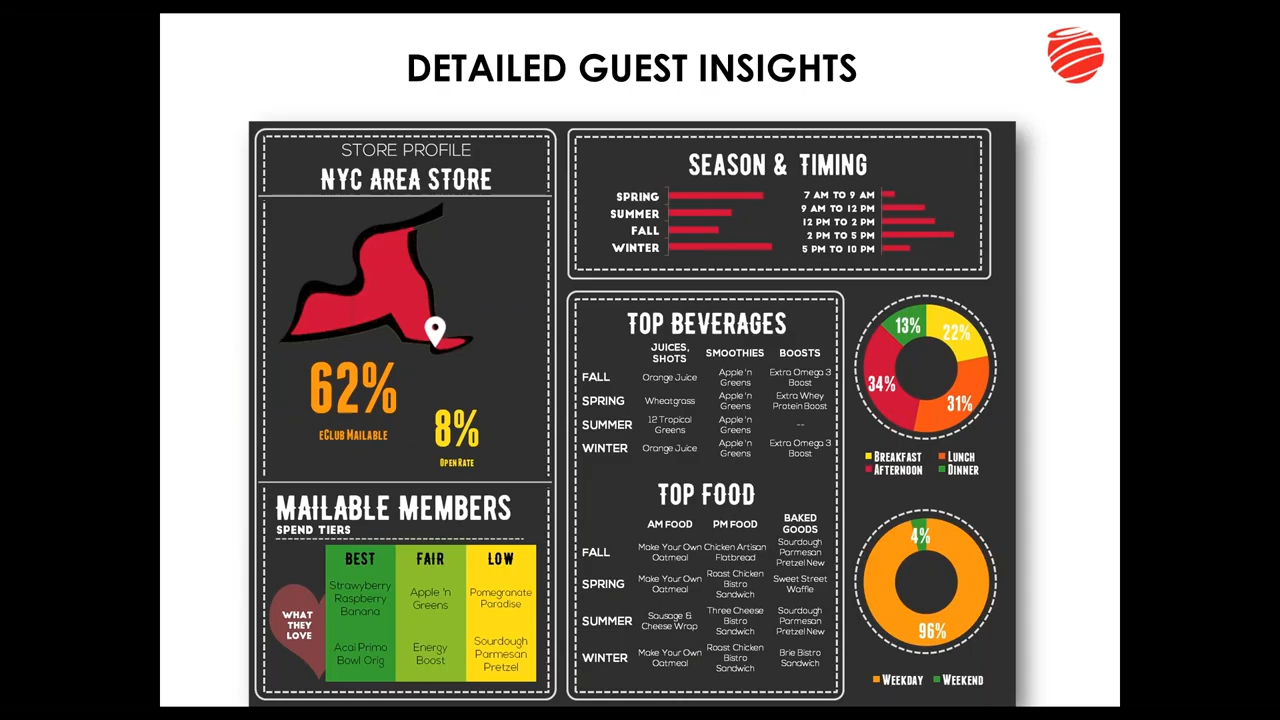 DETAILED GUEST INSIGHTS
STORE PROFILE
NYC AREA STORE
62%
eClub Mailable
8%
Open Rate
MAILABLE MEMBERS
SPEND TIERS
BEST FAIR LOW
WHAT
THEY
LOVE
Strawyberry
Raspberry
Banana
Apple 'n
Greens
Pomegranate
Paradise
Acai Primo
Bowl Orig
Energy
Boost
Sourdough
Parmesan
Pretzel
SEASON & TIMING
SPRING
SUMMER
FALL
WINTER
7 AM TO 9 AM
9 AM TO 12 PM
12 PM TO 2 PM
2 PM TO 5 PM
5 PM TO 10 PM
TOP BEVERAGES
JUICES,
SHOTS
SMOOTHIES
BOOSTS
FALL
Orange Juice
Apple 'n
Greens
Extra Omega 3
Boost
SPRING
Wheatgrass
Apple 'n
Greens
Extra Whey
Protein Boost
SUMMER
12 Tropical
Greens
Apple 'n
Greens
--
WINTER
Orange Juice
Apple 'n
Greens
Extra Omega 3
Boost
TOP FOOD
AM FOOD
PM FOOD
BAKED
GOODS
FALL
Make Your Own
Oatmeal
Chicken Artisan
Flatbread
Sourdough
Parmesan
Pretzel New
SPRING
Make Your Own
Oatmeal
Roast Chicken
Bistro
Sandwich
Sweet Street
Waffle
SUMMER
Sausage &
Cheese Wrap
Three Cheese
Bistro
Sandwich
Sourdough
Parmesan
Pretzel New
WINTER
Make Your Own
Oatmeal
Roast Chicken
Bistro
Sandwich
Brie Bistro
Sandwich
13%
22%
34%
31%
Breakfast Lunch
Afternoon Dinner
4%
96%
Weekday Weekend